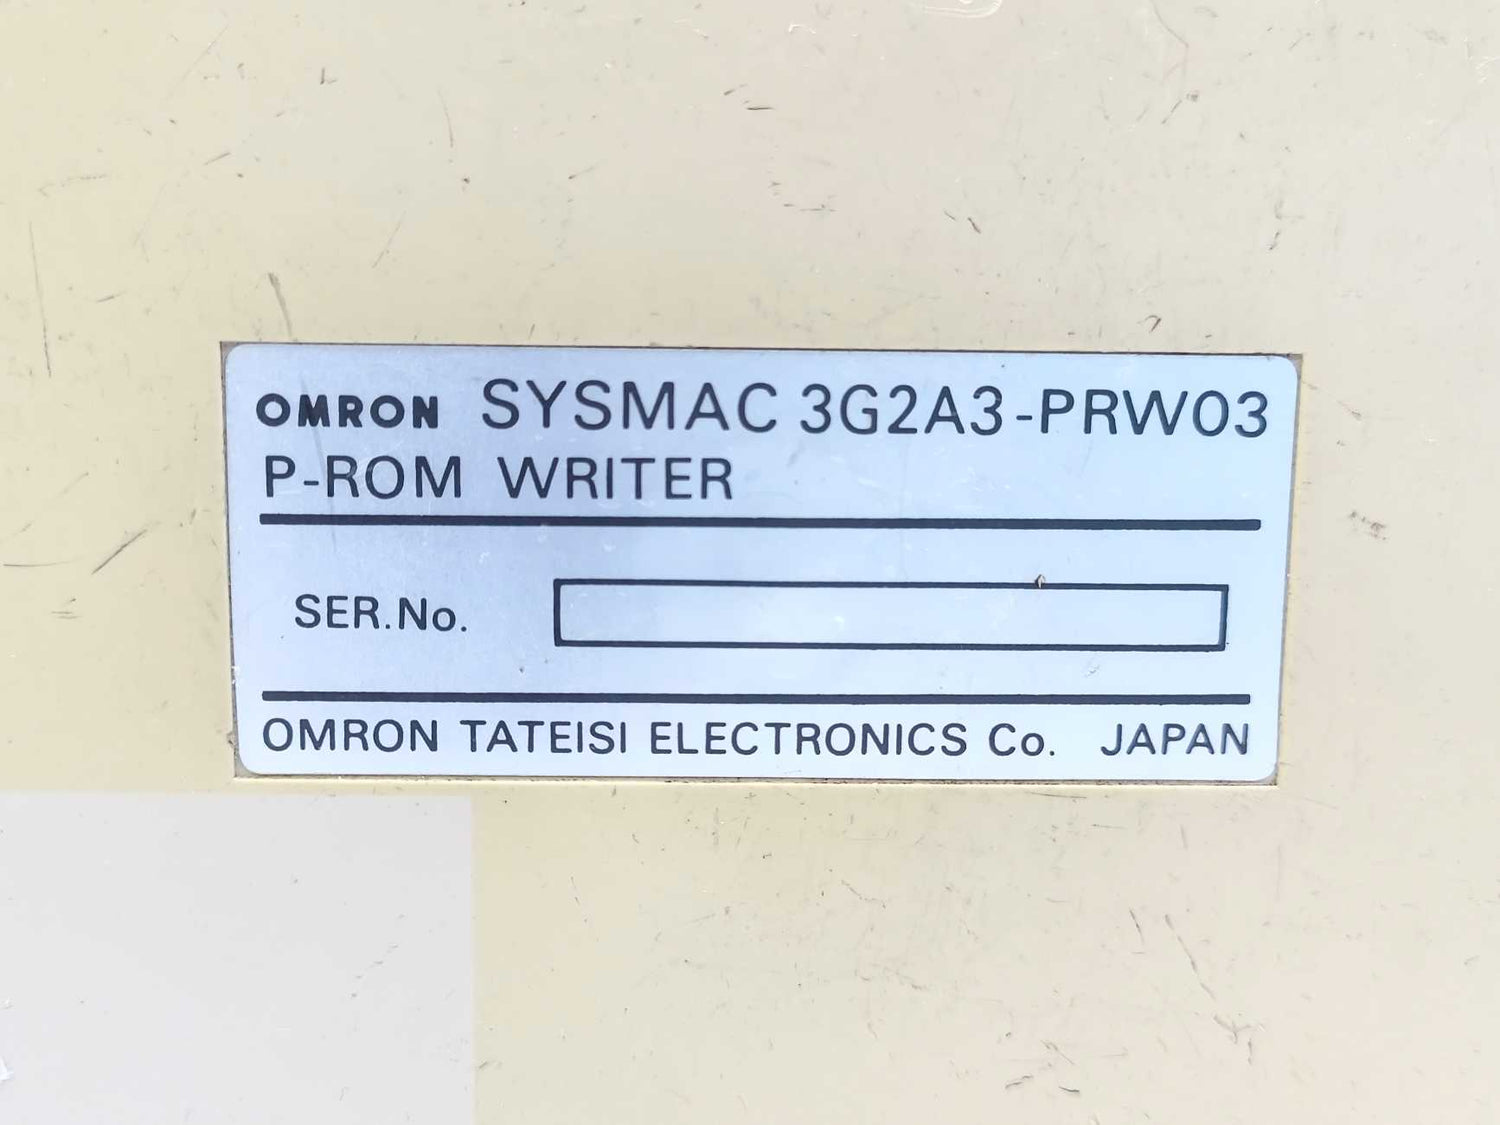 OMRON SYSMAC 3G2A3-PRW03
P-ROM WRITER
SER.No.
OMRON TATEISI ELECTRONICS Co. JAPAN